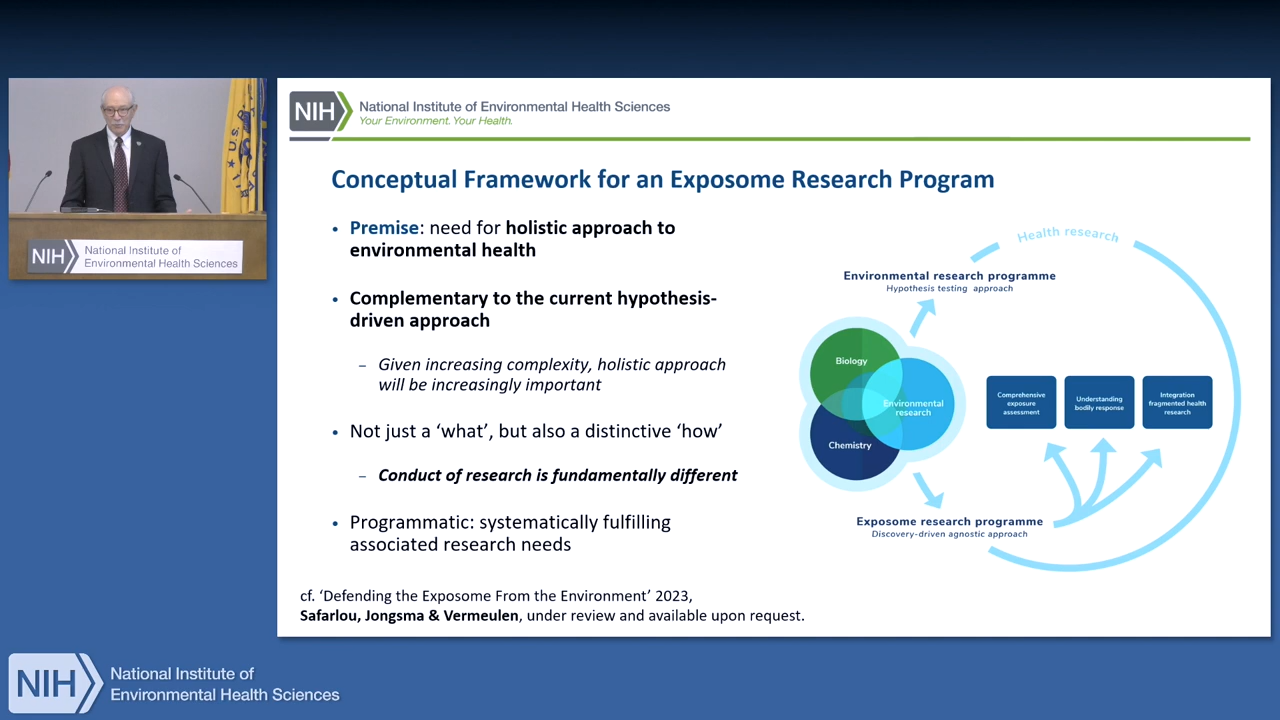 NIH
National Institute of
Environmental Health Sciences
NIH
National Institute of Environmental Health Sciences
Your Environment. Your Health.
Conceptual Framework for an Exposome Research Program
• Premise: need for holistic approach to
environmental health
• Complementary to the current hypothesis-
driven approach
– Given increasing complexity, holistic approach
will be increasingly important
• Not just a ‘what’, but also a distinctive ‘how’
– Conduct of research is fundamentally different
• Programmatic: systematically fulfilling
associated research needs
cf. ‘Defending the Exposome From the Environment’ 2023,
Safarlou, Jongsma & Vermeulen, under review and available upon request.
Health research
Environmental research programme
Hypothesis testing approach
Biology
Environmental
research
Chemistry
Comprehensive
exposure
assessment
Understanding
bodily response
Integration
fragmented health
research
Exposome research programme
Discovery-driven agnostic approach
NIH
National Institute of
Environmental Health Sciences